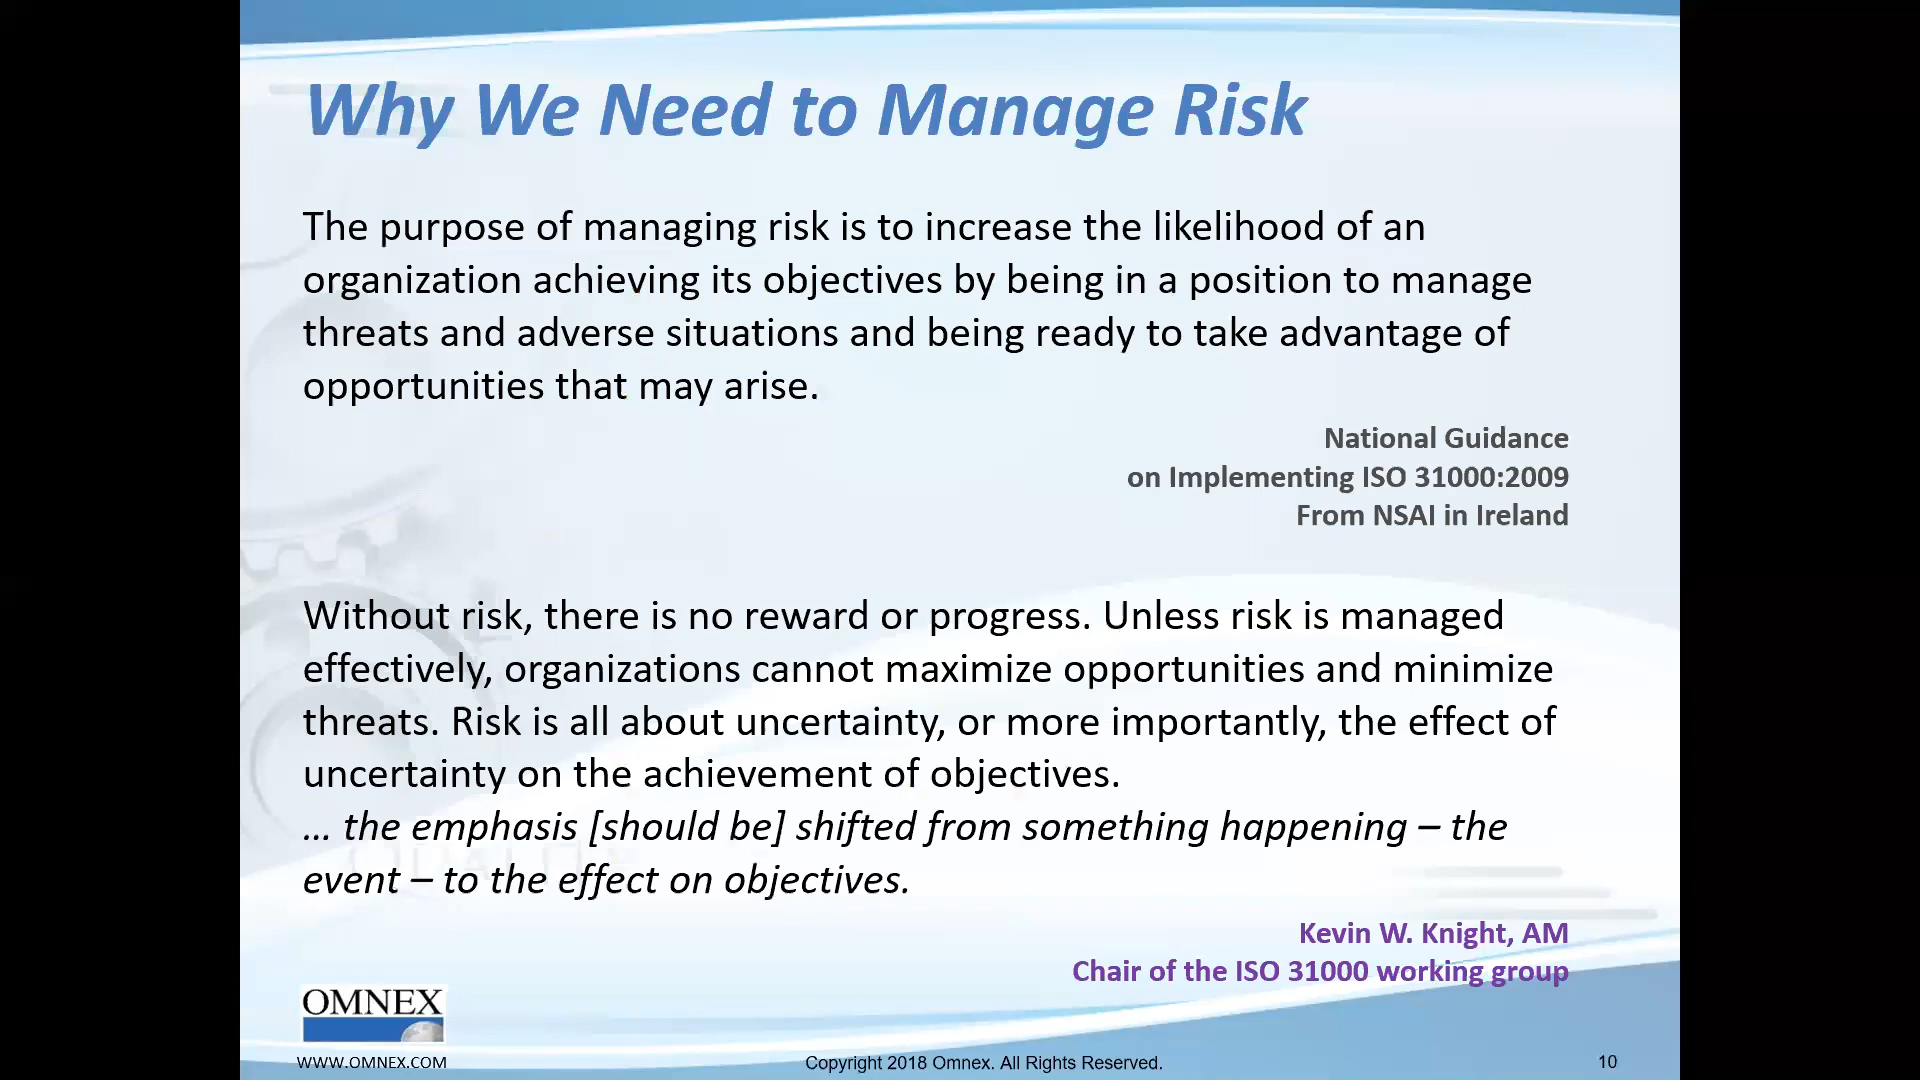 Why We Need to Manage Risk
The purpose of managing risk is to increase the likelihood of an
organization achieving its objectives by being in a position to manage
threats and adverse situations and being ready to take advantage of
opportunities that may arise.
National Guidance
on Implementing ISO 31000:2009
From NSAI in Ireland
Without risk, there is no reward or progress. Unless risk is managed
effectively, organizations cannot maximize opportunities and minimize
threats. Risk is all about uncertainty, or more importantly, the effect of
uncertainty on the achievement of objectives.
… the emphasis [should be] shifted from something happening – the
event – to the effect on objectives.
Kevin W. Knight, AM
Chair of the ISO 31000 working group
OMNEX
WWW.OMNEX.COM
Copyright 2018 Omnex. All Rights Reserved.
10